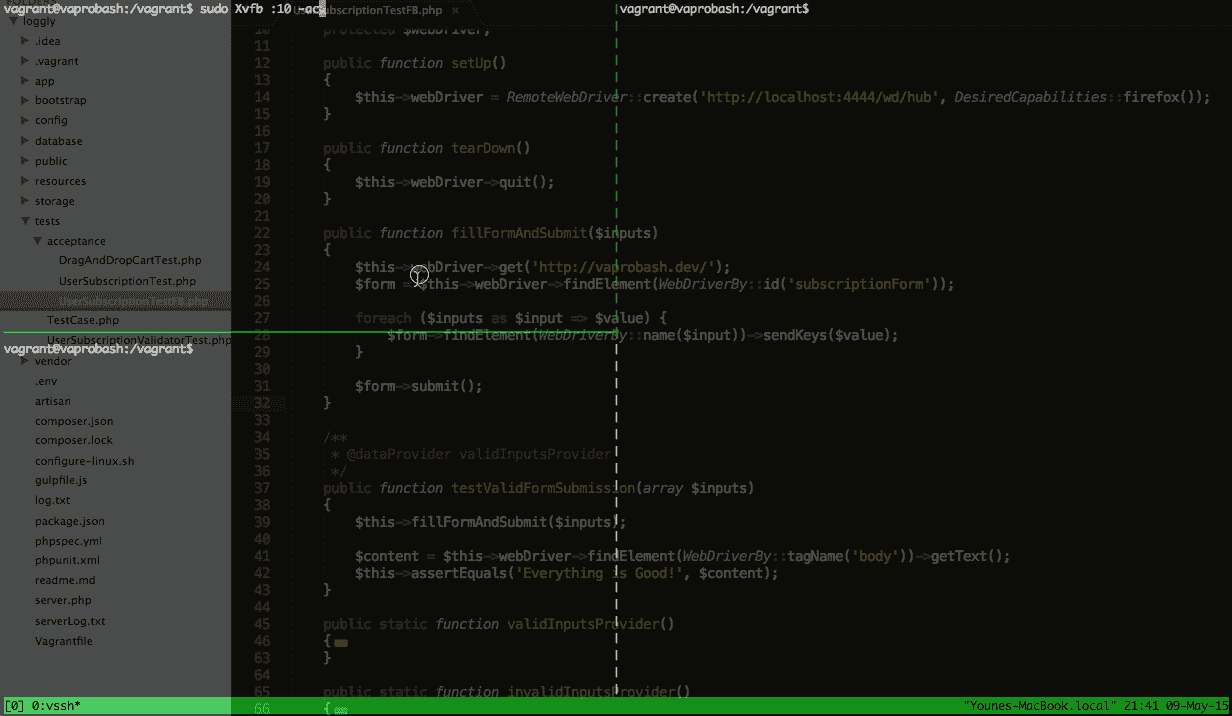 FOLDERS
vagrant@vaprobash:/vagrant$ sudo Xvfb :10 -ac
vagrant@vaprobash:/vagrant$
UserSubscriptionTestFB.php ×
loggly
.idea
.vagrant
app
bootstrap
config
database
public
resources
storage
tests
acceptance
DragAndDropCartTest.php
UserSubscriptionTest.php
UserSubscriptionTestFB.php
TestCase.php
UserSubscriptionValidatorTest.php
vagrant@vaprobash:/vagrant$
vendor
.env
artisan
composer.json
composer.lock
configure-linux.sh
gulpfile.js
log.txt
package.json
phpspec.yml
phpunit.xml
readme.md
server.php
serverLog.txt
Vagrantfile
10 protected $webDriver;
11
12 public function setUp()
13 {
14 $this->webDriver = RemoteWebDriver::create('http://localhost:4444/wd/hub', DesiredCapabilities::firefox());
15 }
16
17 public function tearDown()
18 {
19 $this->webDriver->quit();
20 }
21
22 public function fillFormAndSubmit($inputs)
23 {
24 $this->webDriver->get('http://vaprobash.dev/');
25 $form = $this->webDriver->findElement(WebDriverBy::id('subscriptionForm'));
26
27 foreach ($inputs as $input => $value) {
28 $form->findElement(WebDriverBy::name($input))->sendKeys($value);
29 }
30
31 $form->submit();
32 }
33
34 /**
35 * @dataProvider validInputsProvider
36 */
37 public function testValidFormSubmission(array $inputs)
38 {
39 $this->fillFormAndSubmit($inputs);
40
41 $content = $this->webDriver->findElement(WebDriverBy::tagName('body'))->getText();
42 $this->assertEquals('Everything is Good!', $content);
43 }
44
45 public static function validInputsProvider()
46 {
63 }
64
65 public static function invalidInputsProvider()
66 {
[0] 0:vssh*
"Younes-MacBook.local" 21:41 09-May-15